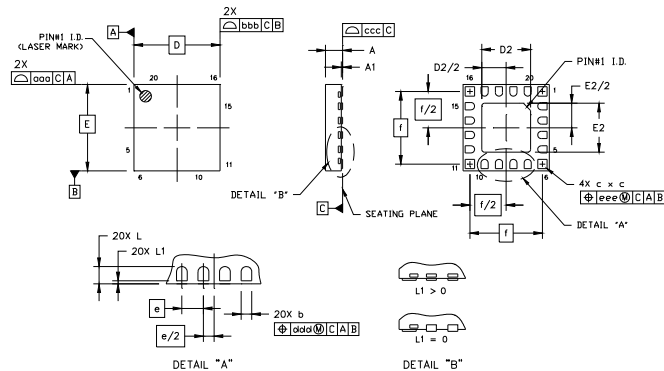 2X
⌓ bbb C B
A
D
PIN#1 I.D.
(LASER MARK)
2X
⌓ aaa C A
1
20
16
15
E
5
11
6
10
B
⌓ ccc C
A
A1
DETAIL "B"
C
SEATING PLANE
D2
D2/2
PIN#1 I.D.
16
20
1
15
E2/2
f/2
f
E2
5
11
10
6
4X c x c
⌖ eee Ⓜ C A B
f/2
f
DETAIL "A"
20X L
20X L1
e
e/2
20X b
⌖ ddd Ⓜ C A B
DETAIL "A"
L1 > 0
L1 = 0
DETAIL "B"